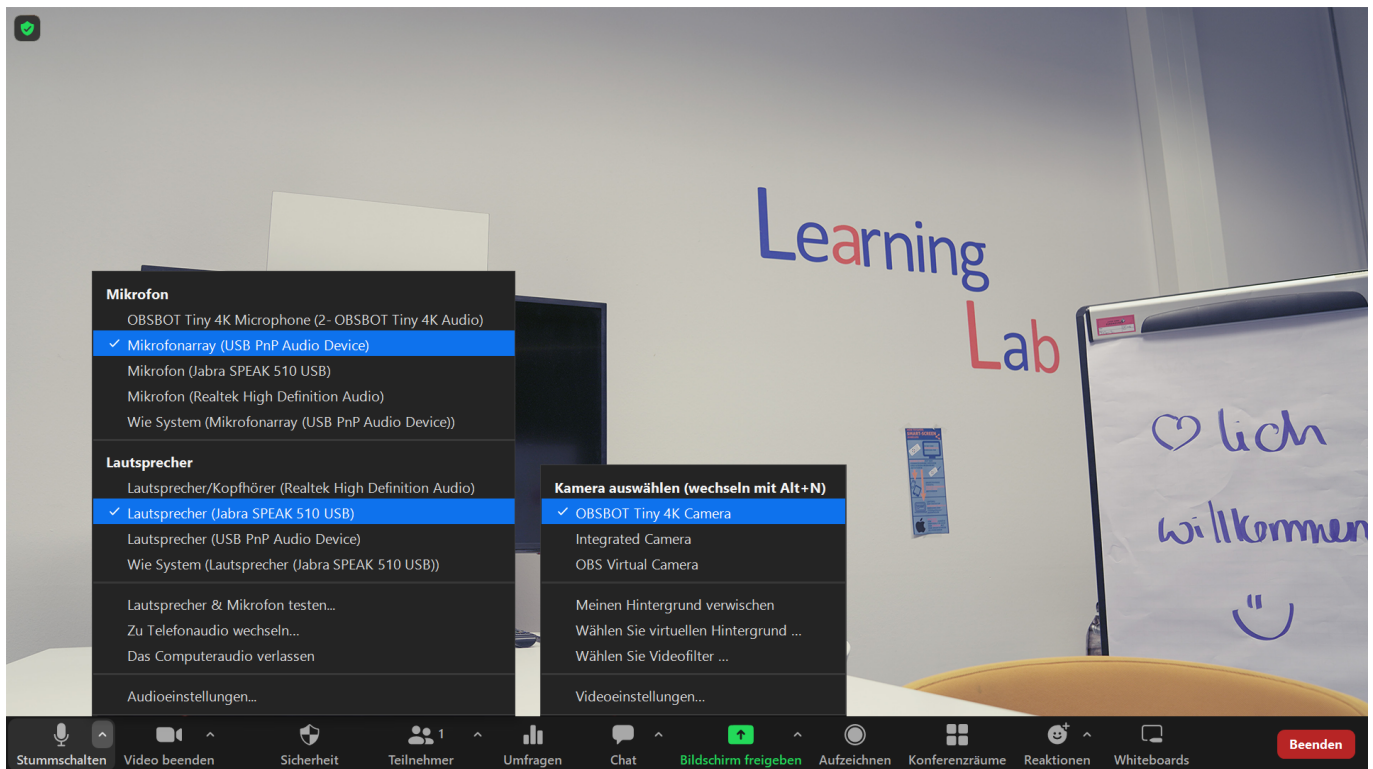 Learning
Lab
lich
willkommen
Mikrofon
OBSBOT Tiny 4K Microphone (2- OBSBOT Tiny 4K Audio)
Mikrofonarray (USB PnP Audio Device)
Mikrofon (Jabra SPEAK 510 USB)
Mikrofon (Realtek High Definition Audio)
Wie System (Mikrofonarray (USB PnP Audio Device))
Lautsprecher
Lautsprecher/Kopfhörer (Realtek High Definition Audio)
Lautsprecher (Jabra SPEAK 510 USB)
Lautsprecher (USB PnP Audio Device)
Wie System (Lautsprecher (Jabra SPEAK 510 USB))
Lautsprecher & Mikrofon testen...
Zu Telefonaudio wechseln...
Das Computeraudio verlassen
Audioeinstellungen...
Kamera auswählen (wechseln mit Alt+N)
OBSBOT Tiny 4K Camera
Integrated Camera
OBS Virtual Camera
Meinen Hintergrund verwischen
Wählen Sie virtuellen Hintergrund ...
Wählen Sie Videofilter ...
Videoeinstellungen...
Stummschalten
Video beenden
Sicherheit
1
Teilnehmer
Umfragen
Chat
Bildschirm freigeben
Aufzeichnen
Konferenzräume
Reaktionen
Whiteboards
Beenden